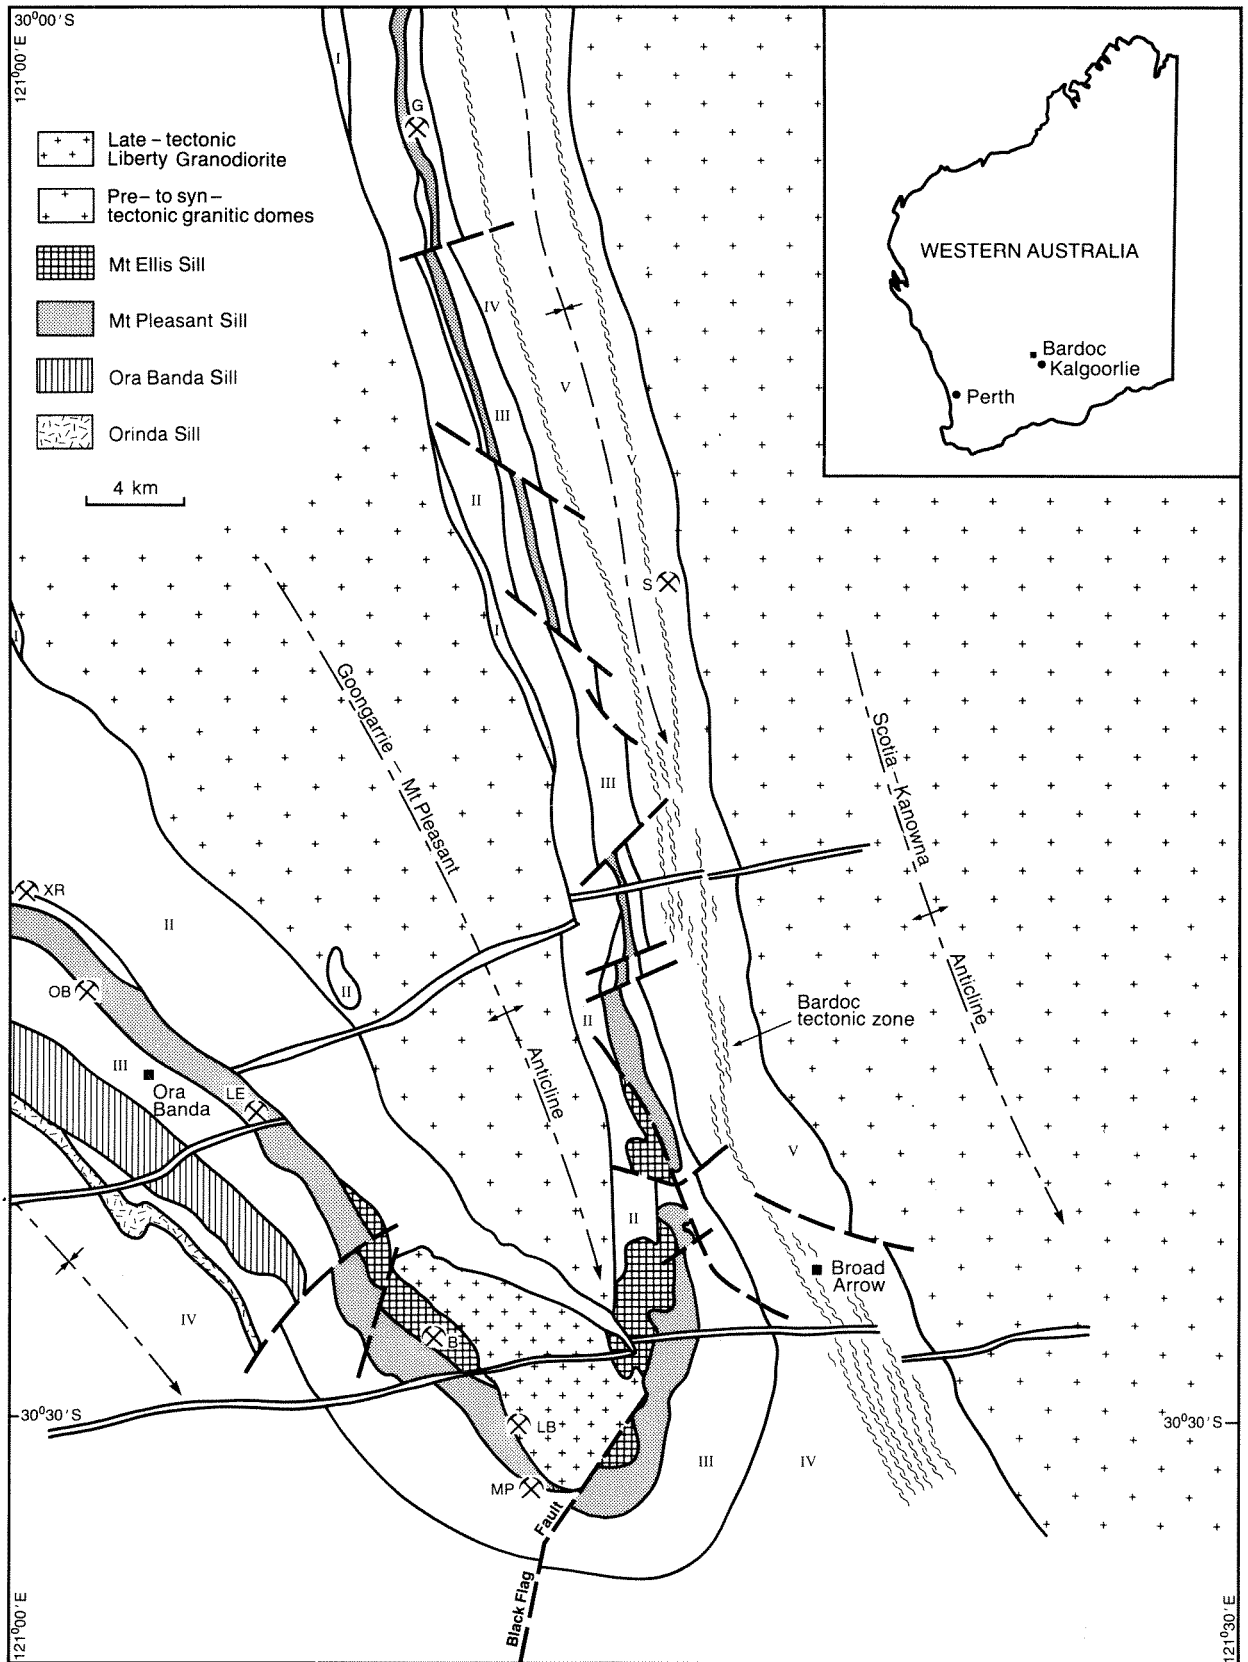 30°00'S
121°00'E
Late-tectonic
Liberty Granodiorite
Pre- to syn-
tectonic granitic domes
Mt Ellis Sill
Mt Pleasant Sill
Ora Banda Sill
Orinda Sill
4 km
WESTERN AUSTRALIA
Bardoc
Kalgoorlie
Perth
I
G
IV
V
III
V
II
S
I
I
Goongarrie – Mt Pleasant
Anticline
Scotia – Kanowna
Anticline
III
XR
II
II
OB
II
Bardoc
tectonic zone
III
Ora
Banda
LE
V
II
Broad
Arrow
IV
B
30°30'S
30°30'S
LB
III
IV
MP
Black Flag
Fault
121°00'E
121°30'E